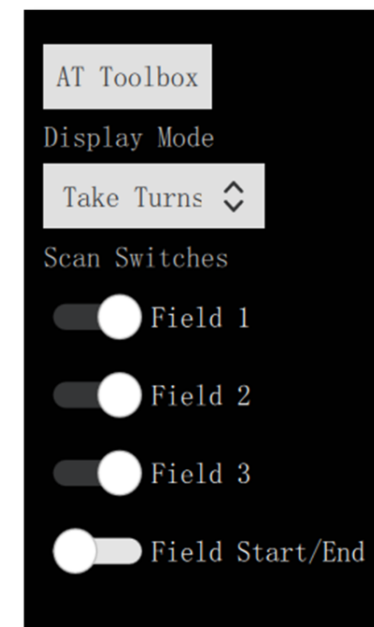 AT Toolbox
Display Mode
Take Turns
Scan Switches
Field 1
Field 2
Field 3
Field Start/End